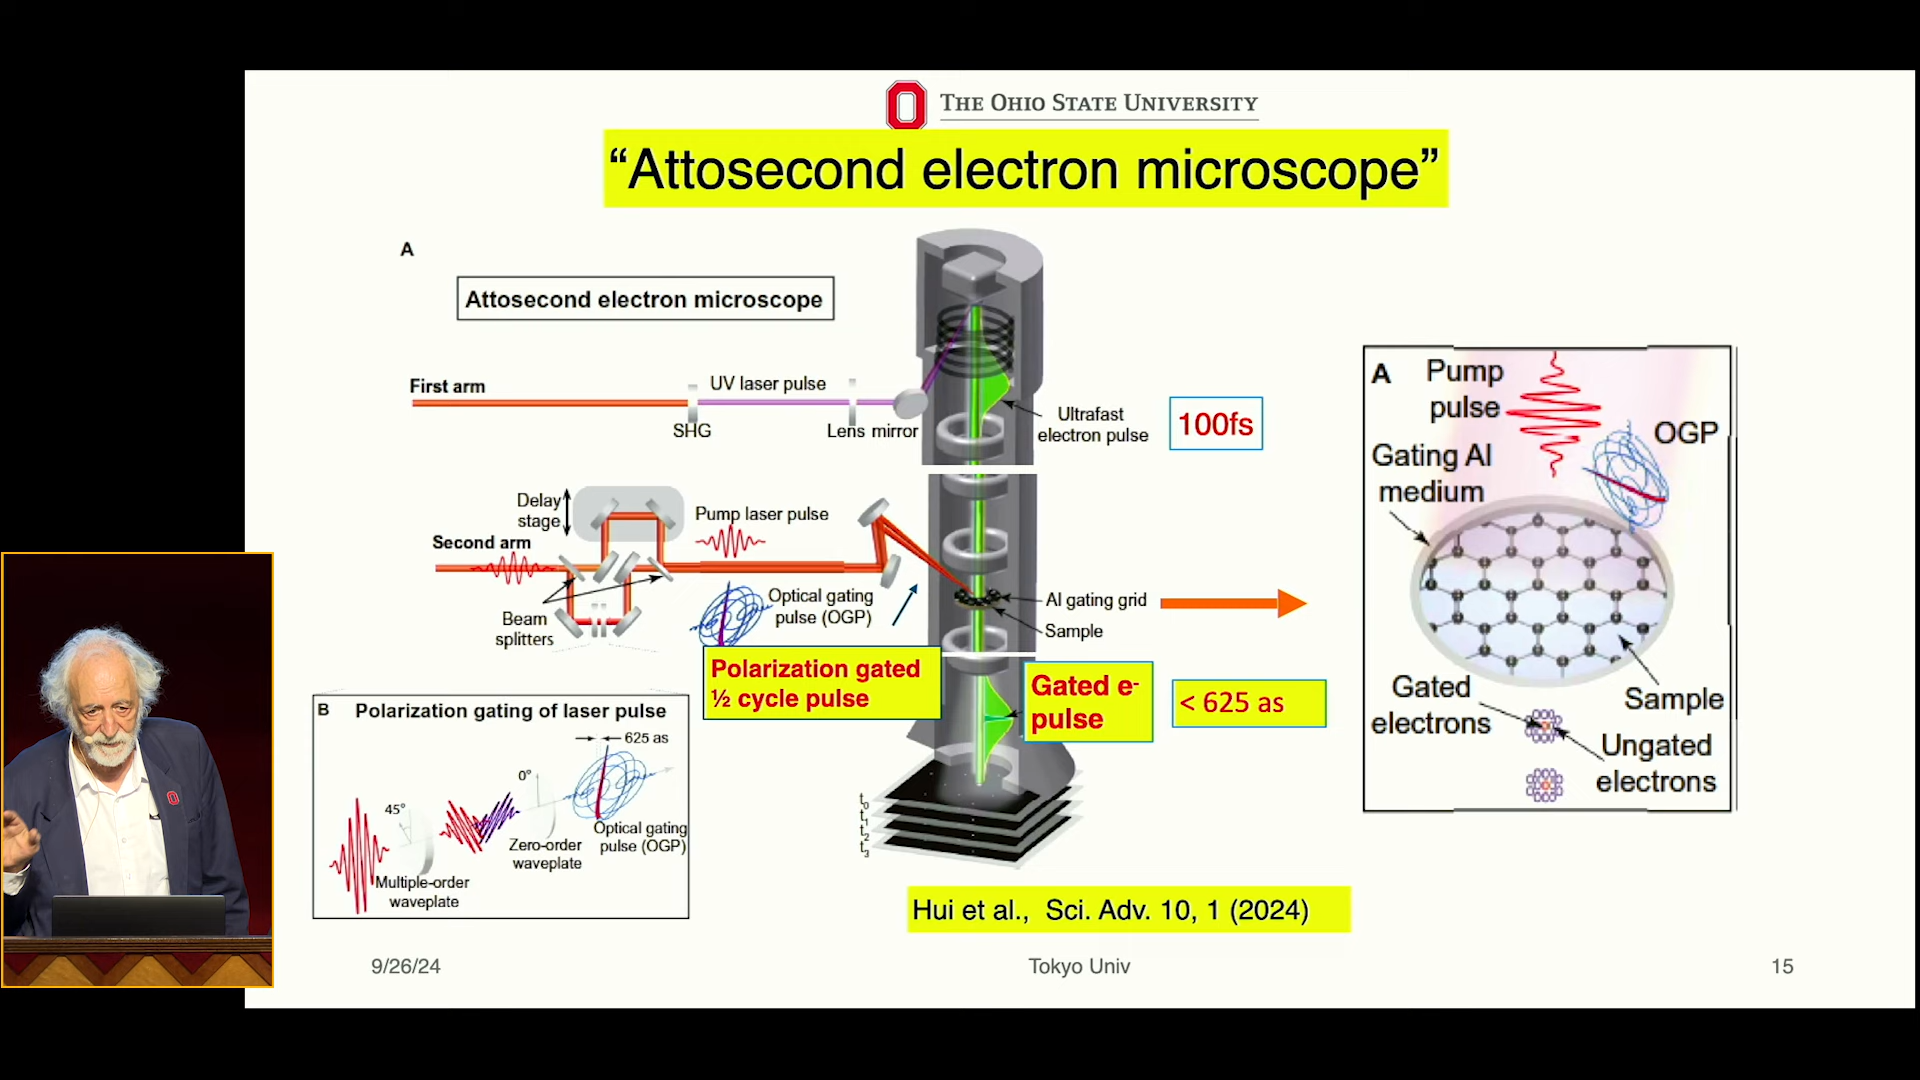 THE OHIO STATE UNIVERSITY
“Attosecond electron microscope”
A
Attosecond electron microscope
First arm
UV laser pulse
SHG
Lens mirror
Ultrafast
electron pulse
100fs
Delay
stage
Pump laser pulse
Second arm
Optical gating
pulse (OGP)
Beam
splitters
Al gating grid
Sample
Polarization gated
½ cycle pulse
Gated e-
pulse
< 625 as
B
Polarization gating of laser pulse
625 as
0°
45°
Optical gating
pulse (OGP)
Zero-order
waveplate
Multiple-order
waveplate
t0
t1
t2
t3
A
Pump
pulse
OGP
Gating Al
medium
Gated
electrons
Sample
Ungated
electrons
Hui et al., Sci. Adv. 10, 1 (2024)
9/26/24
Tokyo Univ
15